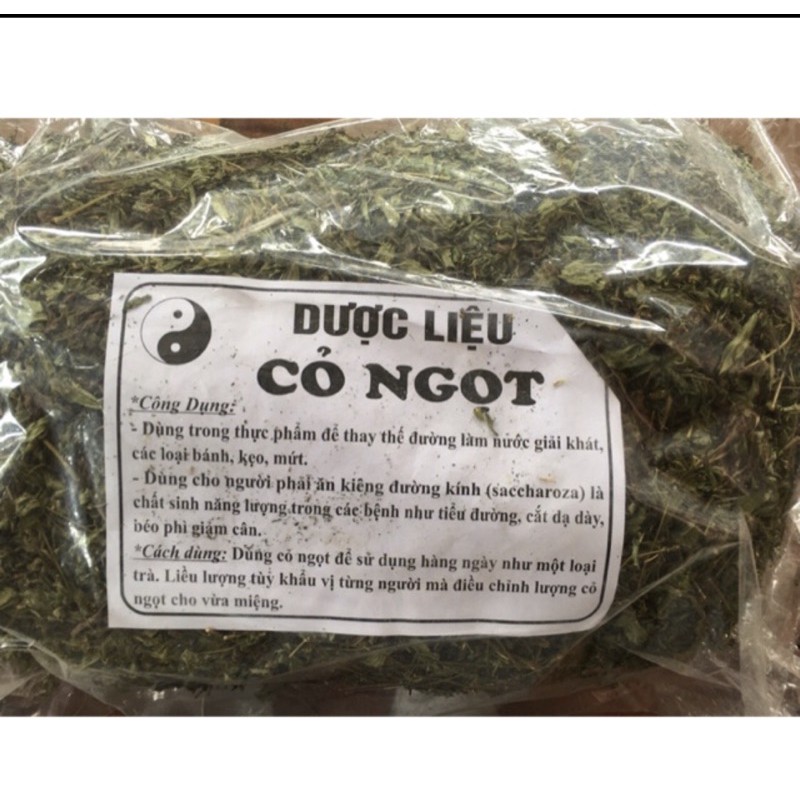 DƯỢC LIỆU
CỎ NGỌT
*Công Dụng:
- Dùng trong thực phẩm để thay thế đường làm nước giải khát,
các loại bánh, kẹo, mứt.
- Dùng cho người phải ăn kiêng đường kính (saccharoza) là
chất sinh năng lượng trong các bệnh như tiểu đường, cắt dạ dày,
béo phì giảm cân.
*Cách dùng: Dùng cỏ ngọt để sử dụng hàng ngày như một loại
trà. Liều lượng tùy khẩu vị từng người mà điều chỉnh lượng cỏ
ngọt cho vừa miệng.